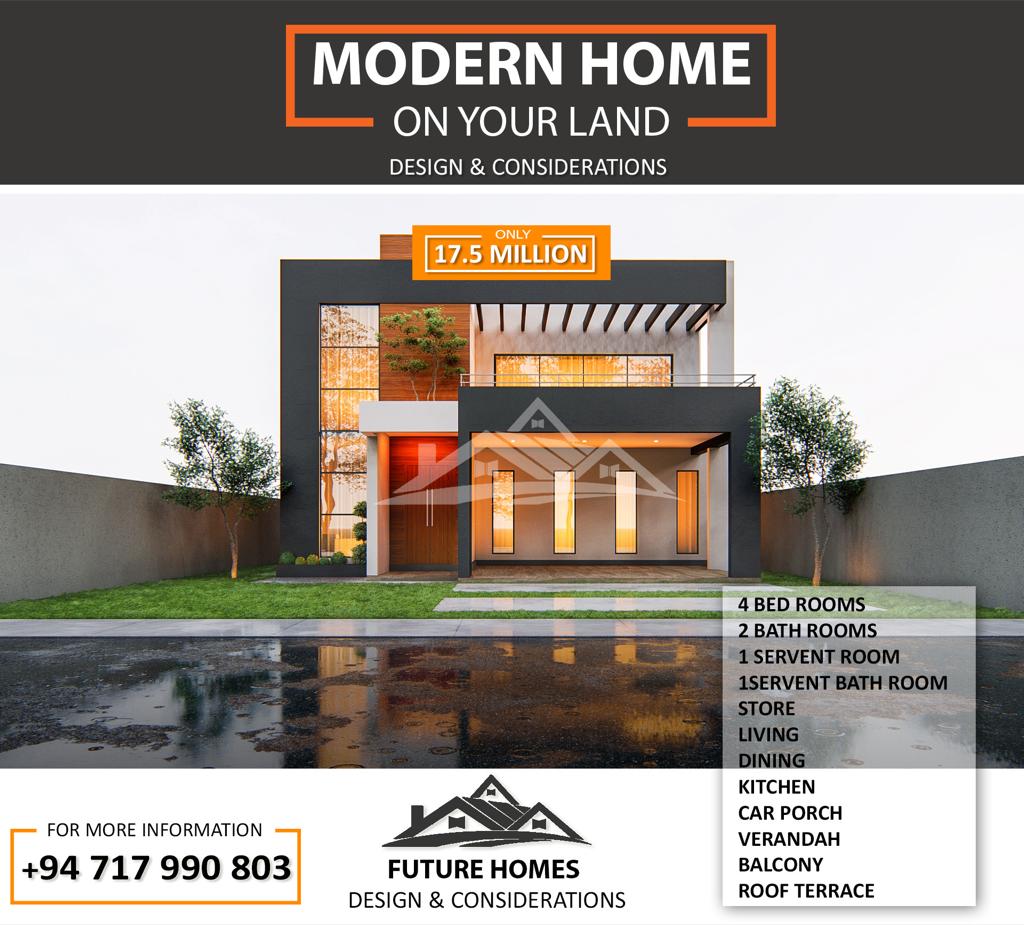 MODERN HOME
ON YOUR LAND
DESIGN & CONSIDERATIONS
ONLY
17.5 MILLION
4 BED ROOMS
2 BATH ROOMS
1 SERVENT ROOM
1SERVENT BATH ROOM
STORE
LIVING
DINING
KITCHEN
CAR PORCH
VERANDAH
BALCONY
ROOF TERRACE
FOR MORE INFORMATION
+94 717 990 803
FUTURE HOMES
DESIGN & CONSIDERATIONS